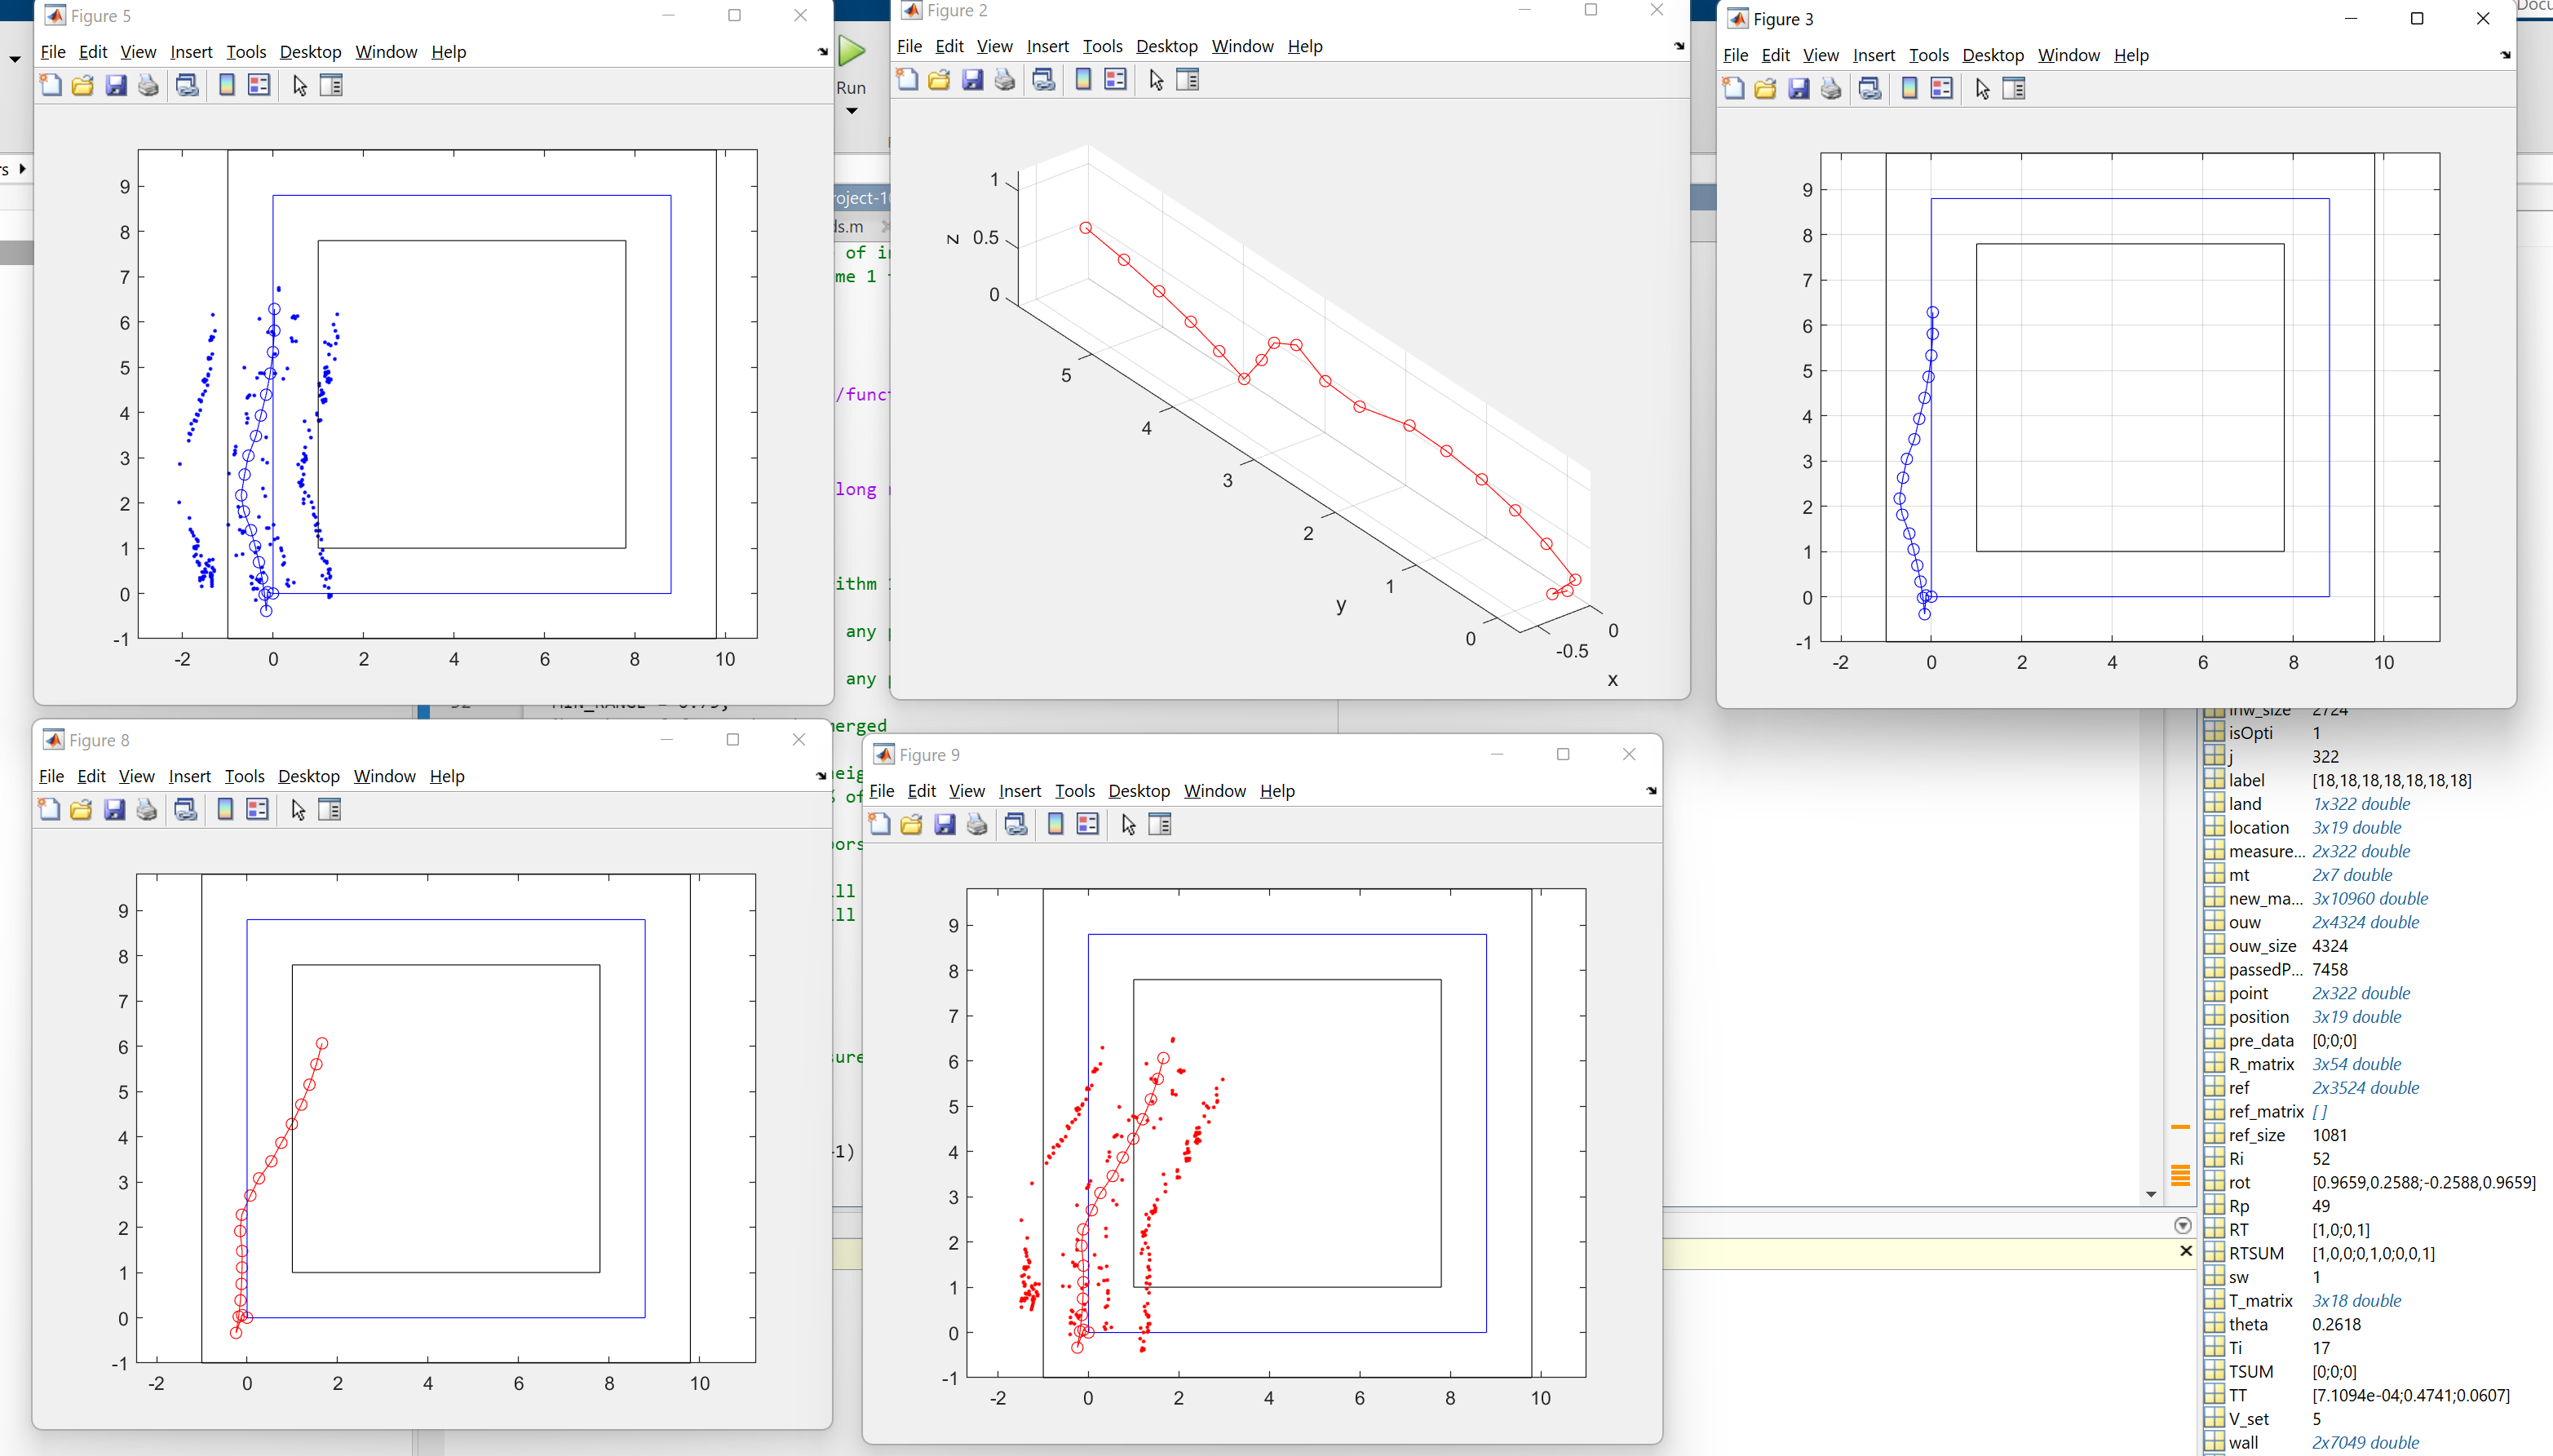 Figure 5
File Edit View Insert Tools Desktop Window Help
9
8
7
6
5
4
3
2
1
0
-1
-2 0 2 4 6 8 10
Run
Figure 2
File Edit View Insert Tools Desktop Window Help
z
1
0.5
0
5
4
3
2
1
0
y
0
-0.5
x
Figure 3
File Edit View Insert Tools Desktop Window Help
9
8
7
6
5
4
3
2
1
0
-1
-2 0 2 4 6 8 10
Docu
rs
roject-10
ds.m
of in
me 1
/funct
long
ithm 1
any p
any p
merged
neig
of
ors
ll
ll
sure
-1)
Figure 8
File Edit View Insert Tools Desktop Window Help
9
8
7
6
5
4
3
2
1
0
-1
-2 0 2 4 6 8 10
Figure 9
File Edit View Insert Tools Desktop Window Help
9
8
7
6
5
4
3
2
1
0
-1
-2 0 2 4 6 8 10
inw_size 2724
isOpti 1
j 322
label [18,18,18,18,18,18,18]
land 1x322 double
location 3x19 double
measure... 2x322 double
mt 2x7 double
new_ma... 3x10960 double
ouw 2x4324 double
ouw_size 4324
passedP... 7458
point 2x322 double
position 3x19 double
pre_data [0;0;0]
R_matrix 3x54 double
ref 2x3524 double
ref_matrix []
ref_size 1081
Ri 52
rot [0.9659,0.2588;-0.2588,0.9659]
Rp 49
RT [1,0;0,1]
RTSUM [1,0,0;0,1,0;0,0,1]
sw 1
T_matrix 3x18 double
theta 0.2618
Ti 17
TSUM [0;0;0]
TT [7.1094e-04;0.4741;0.0607]
V_set 5
wall 2x7049 double